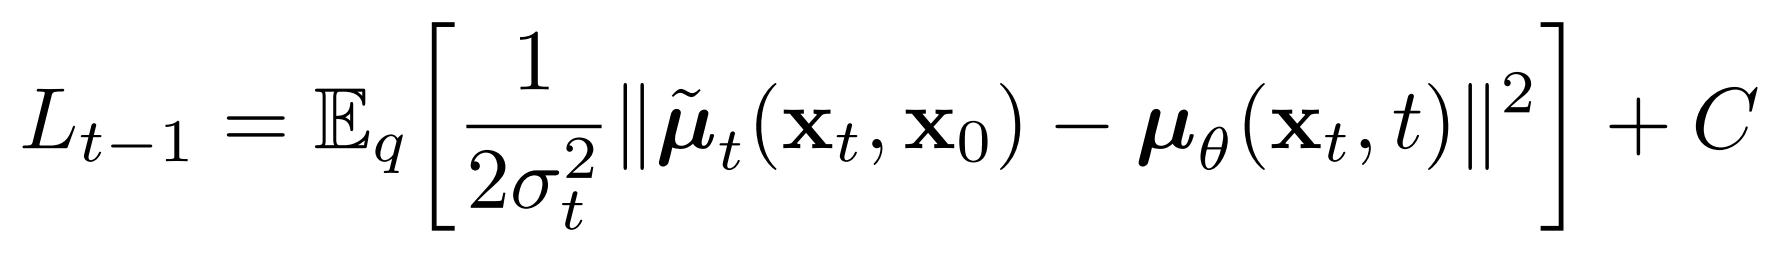 L_{t-1} = \mathbb{E}_q \left[ \frac{1}{2\sigma_t^2} \| \tilde{\boldsymbol{\mu}}_t(\mathbf{x}_t, \mathbf{x}_0) - \boldsymbol{\mu}_\theta(\mathbf{x}_t, t) \|^2 \right] + C